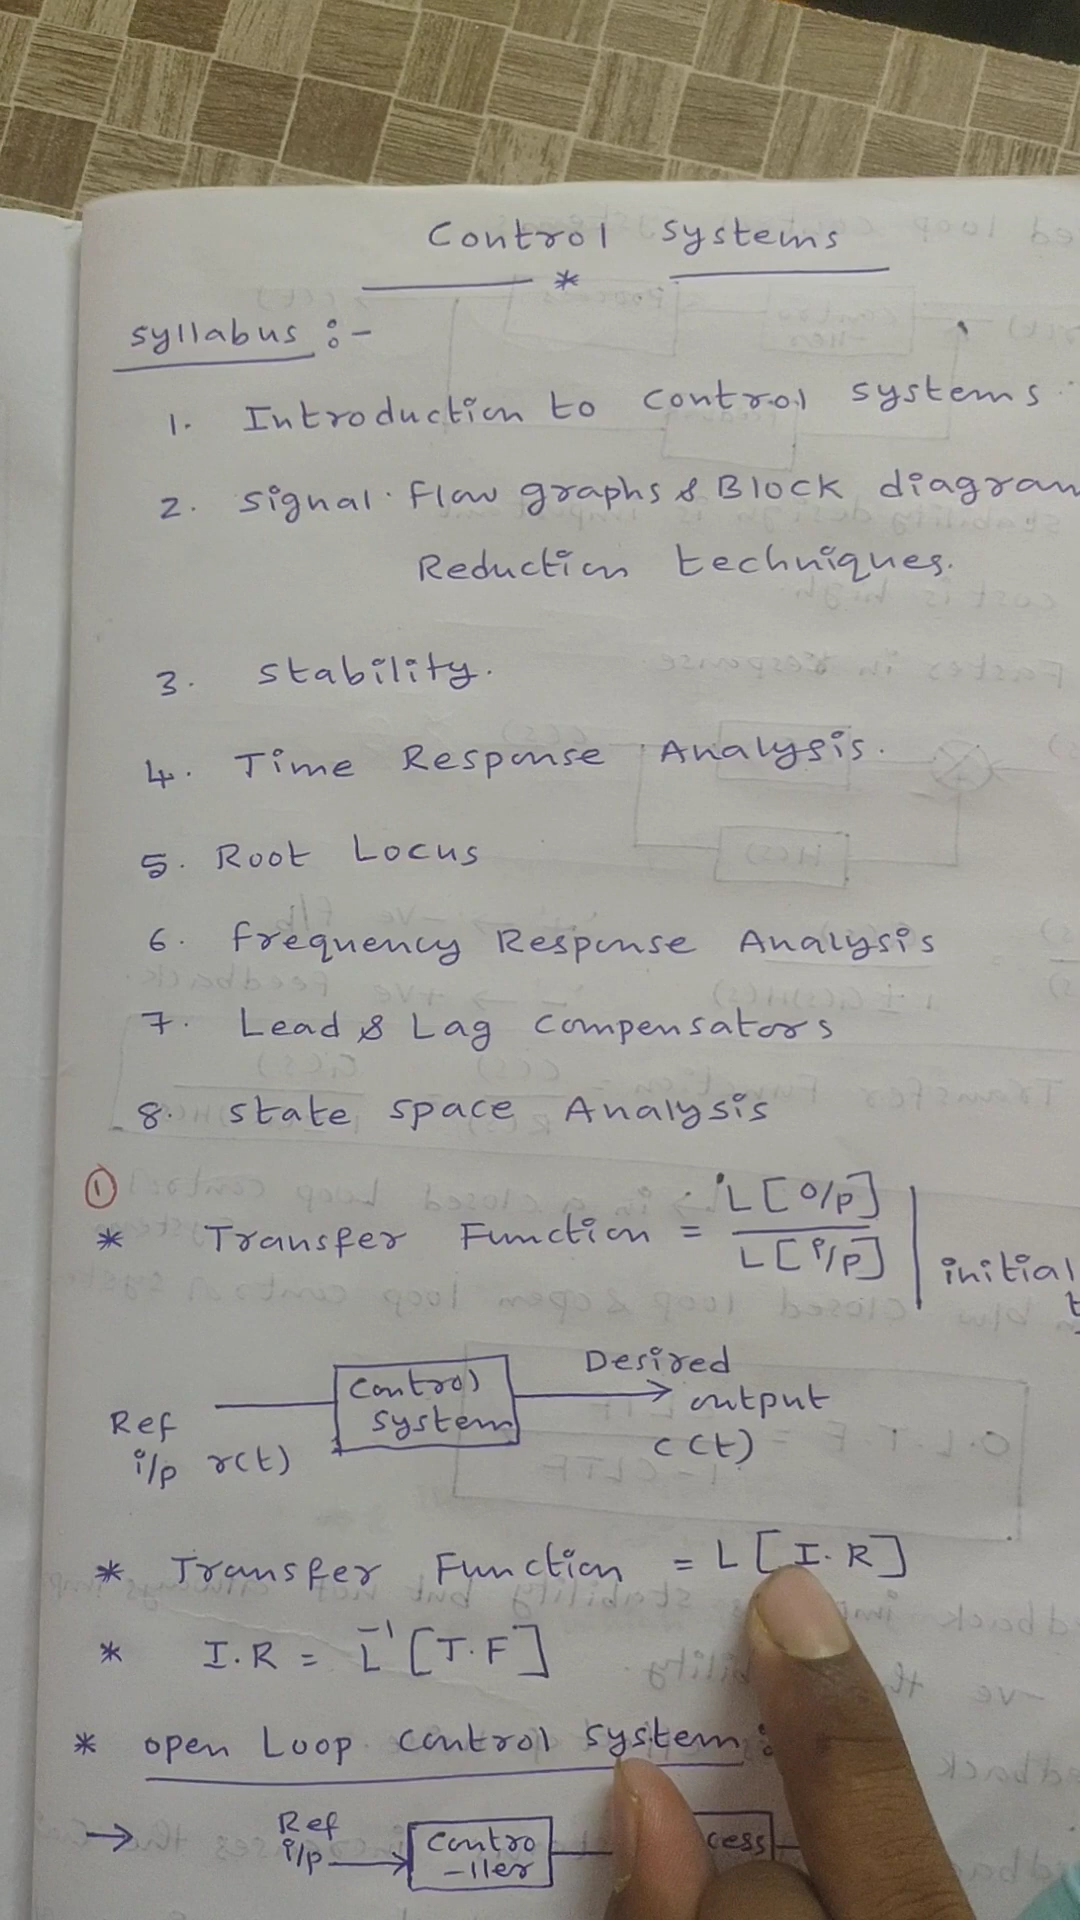 Control Systems
*
Syllabus :-
1. Introduction to Control Systems
2. Signal Flow graphs & Block diagram
Reduction techniques.
3. Stability.
4. Time Response Analysis.
5. Root Locus
6. Frequency Response Analysis
7. Lead & Lag Compensators
8. State Space Analysis
①
* Transfer Function = L[o/p] / L[i/p] | initial
Control System
Desired output c(t)
Ref i/p r(t)
* Transfer Function = L[I.R]
* I.R = L⁻¹[T.F]
* Open Loop Control System :
→ Ref i/p Contro-ller cess